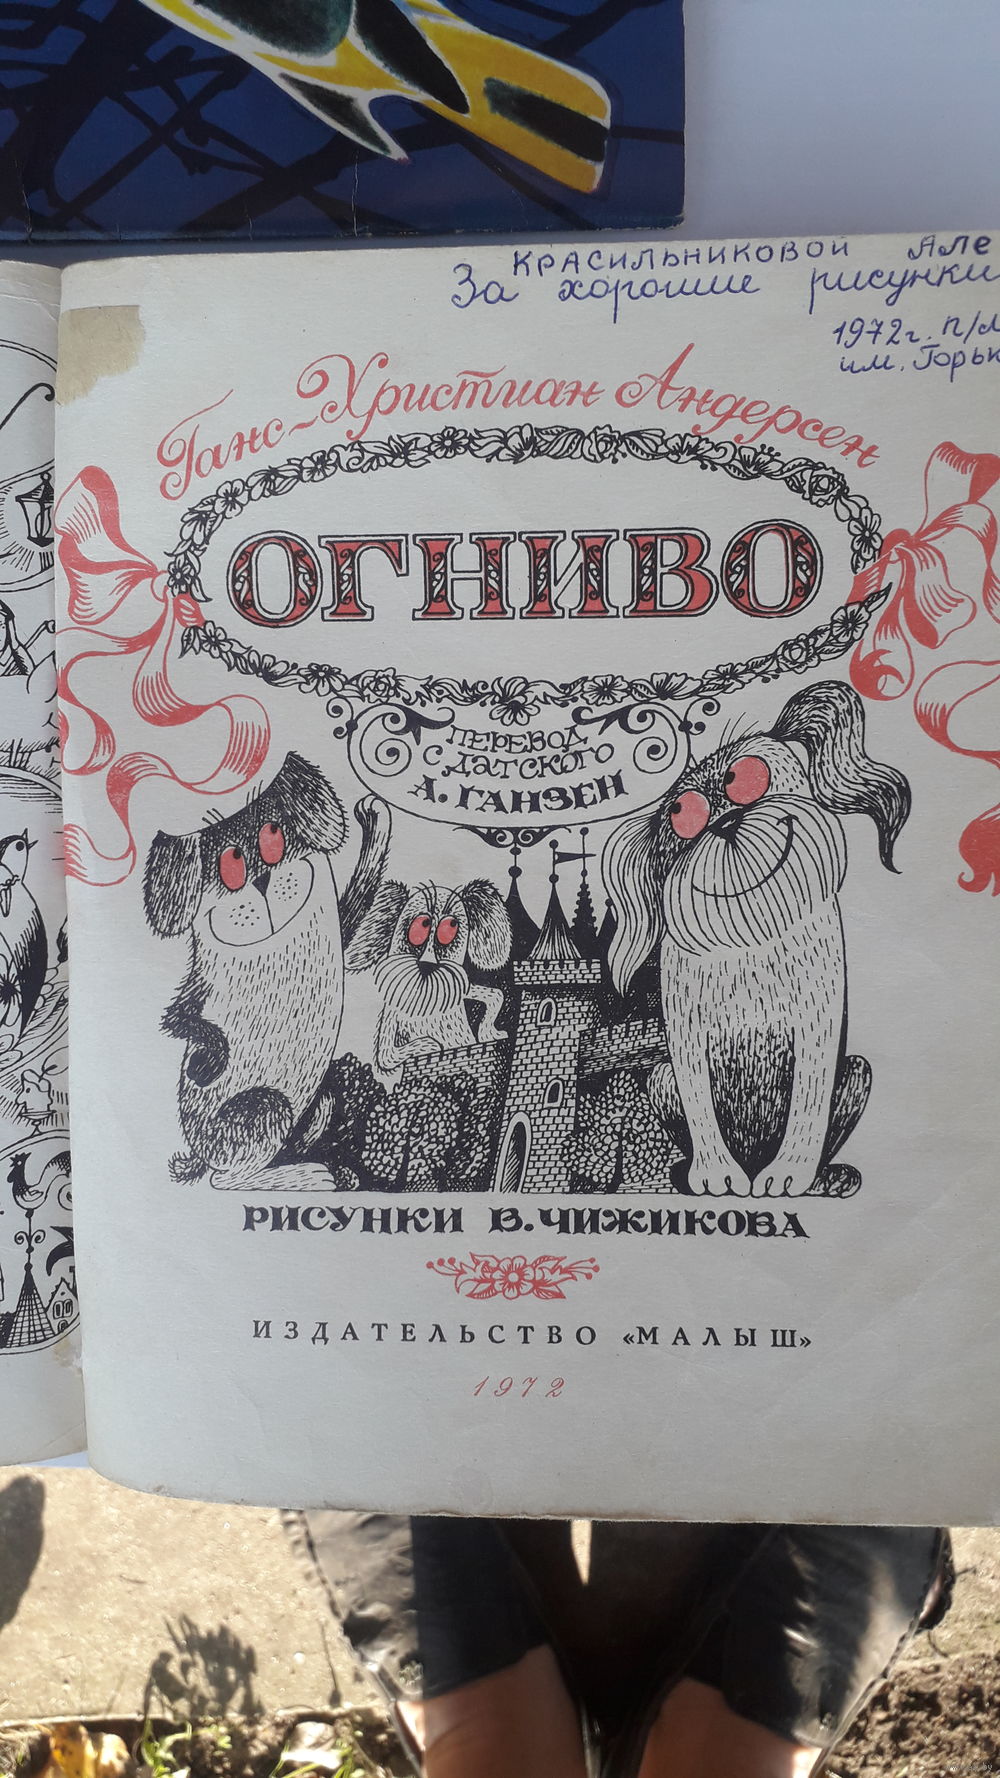 КРАСИЛЬНИКОВОЙ АЛЕ
За хорошие рисунки
1972г. П/Л
им. Горьк
Ганс-Христиан Андерсен
ОГНИВО
ПЕРЕВОД
С ДАТСКОГО
А. ГАНЗЕН
РИСУНКИ В. ЧИЖИКОВА
ИЗДАТЕЛЬСТВО «МАЛЫШ»
1972